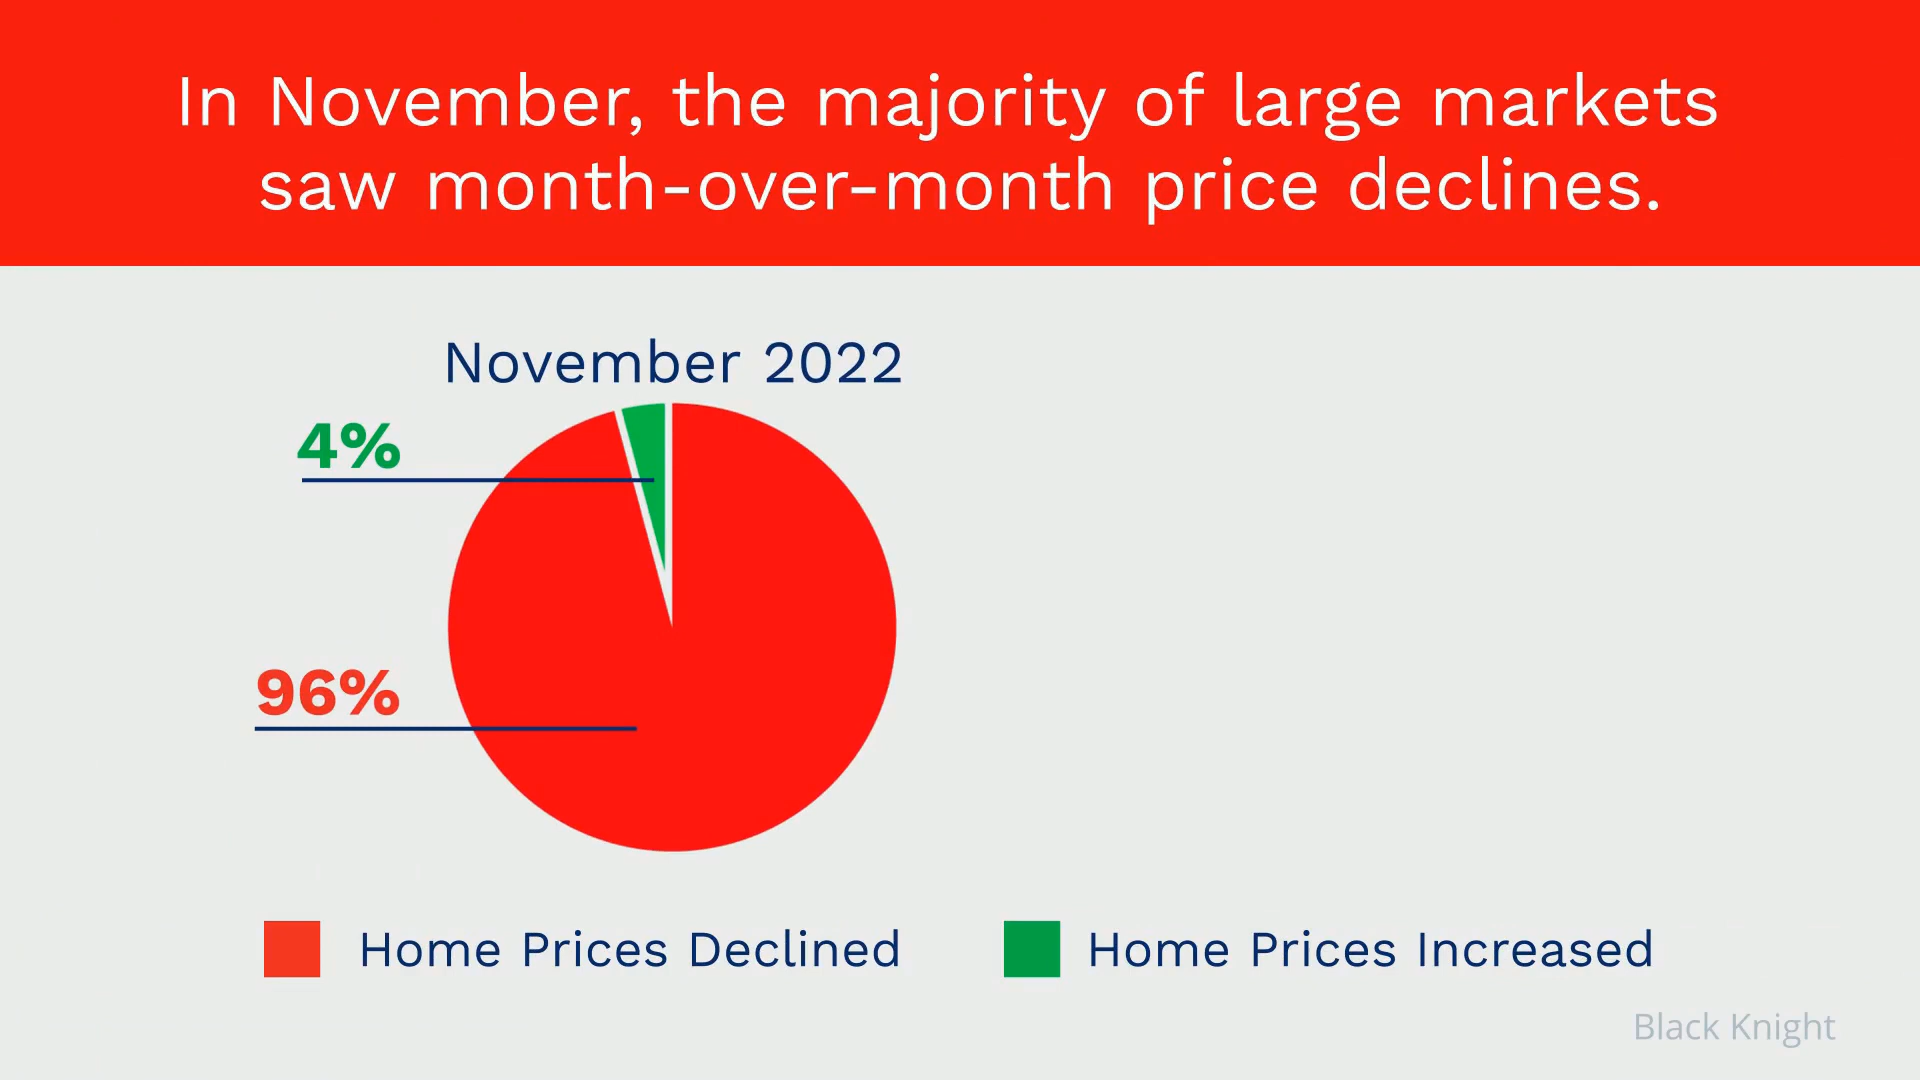 In November, the majority of large markets
saw month-over-month price declines.
November 2022
4%
96%
Home Prices Declined
Home Prices Increased
Black Knight